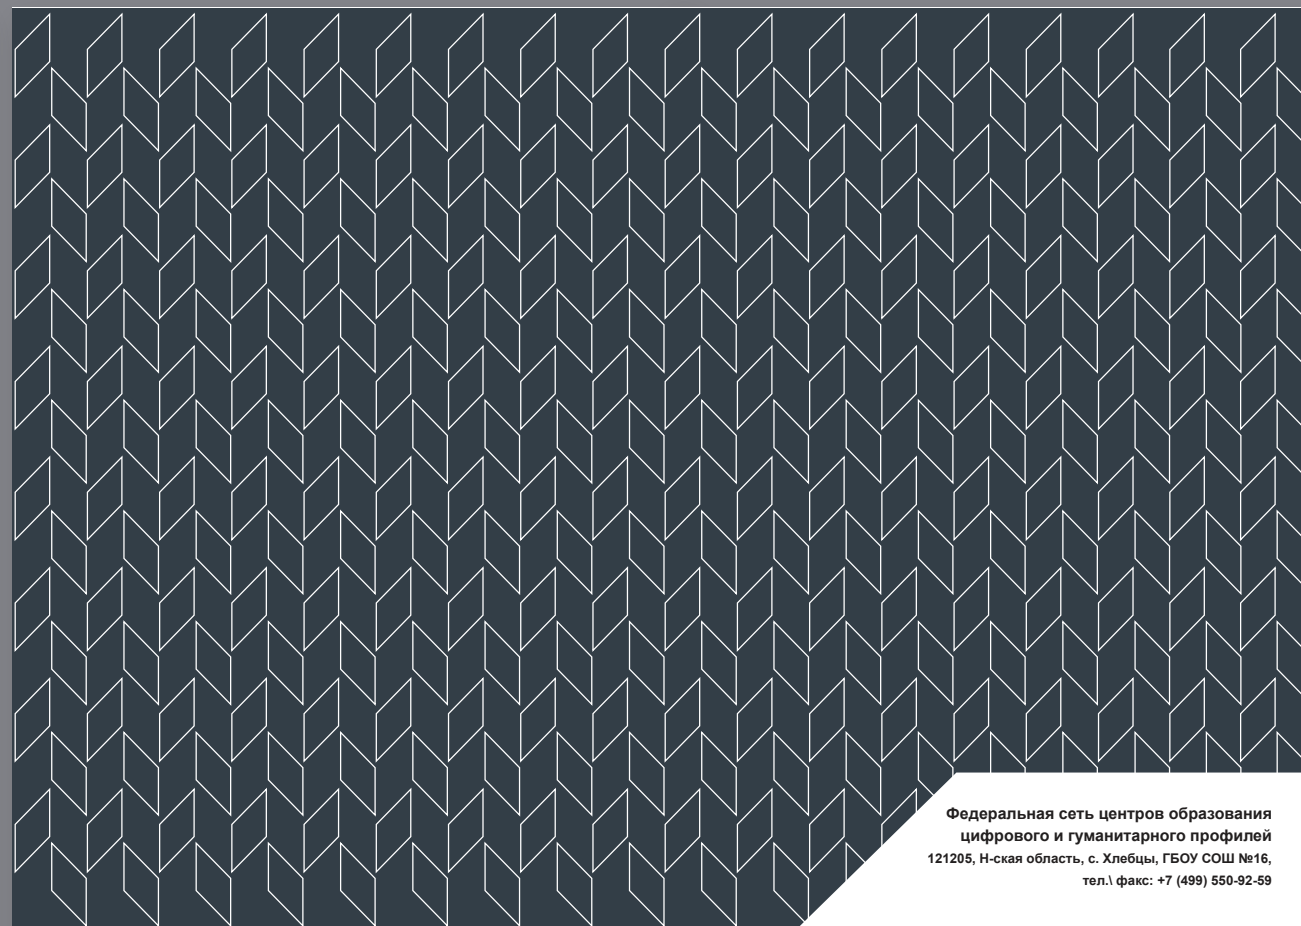 Федеральная сеть центров образования
цифрового и гуманитарного профилей
121205, Н-ская область, с. Хлебцы, ГБОУ СОШ №16,
тел.\ факс: +7 (499) 550-92-59